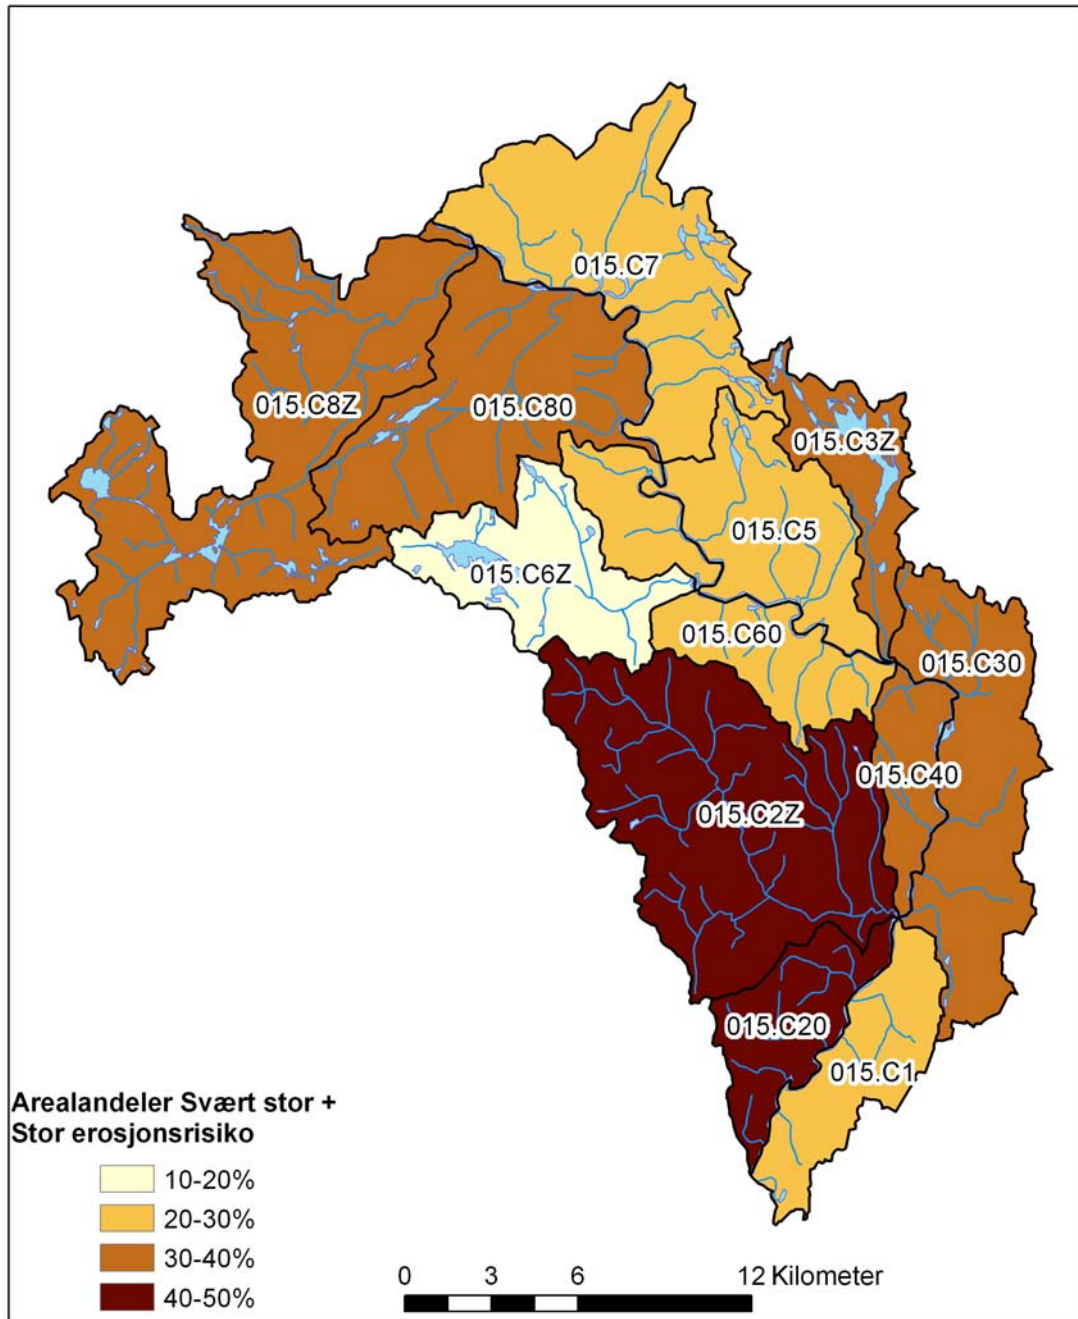 015.C7
015.C8Z
015.C80
015.C3Z
015.C5
015.C6Z
015.C60
015.C30
015.C40
015.C2Z
015.C20
015.C1
Arealandeler Svært stor +
Stor erosjonsrisiko
10-20%
20-30%
30-40%
40-50%
0 3 6 12 Kilometer